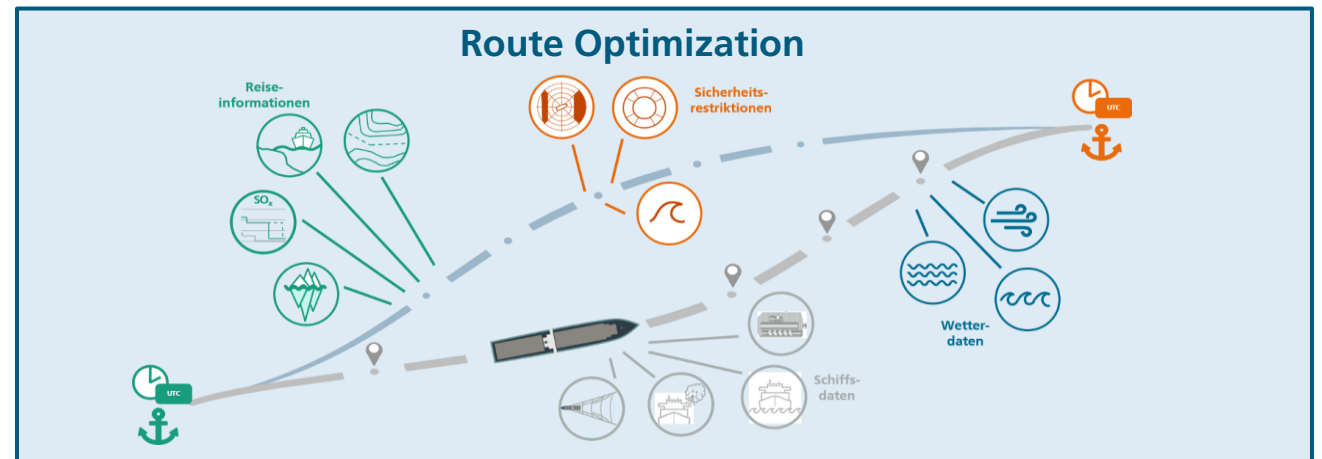 Route Optimization
Reise-
informationen
Sicherheits-
restriktionen
UTC
SOx
Wetter-
daten
Schiffs-
daten
UTC